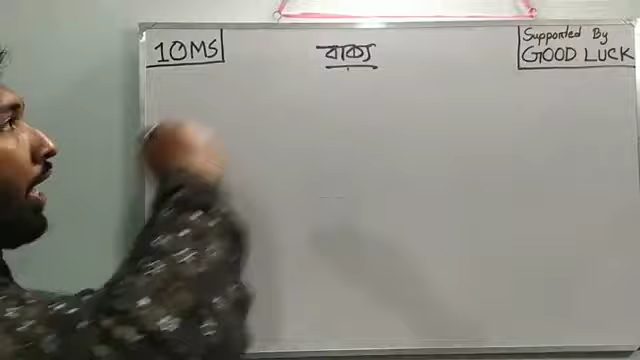 10MS
বাক্য
Supported By
GOOD LUCK